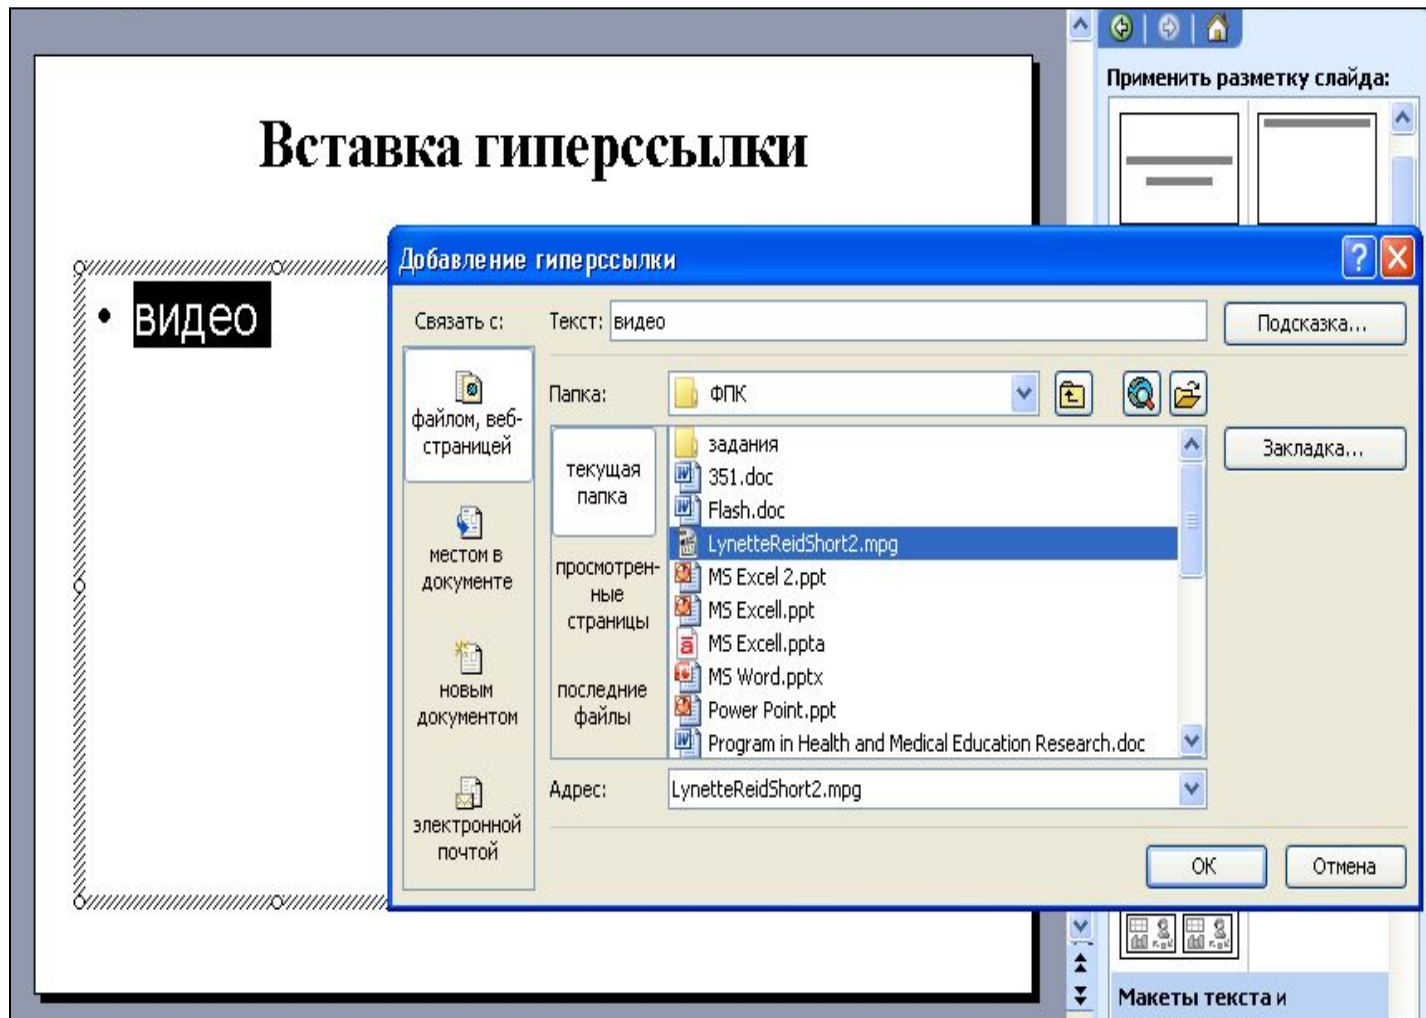 Применить разметку слайда:
Вставка гиперссылки
• видео
Добавление гиперссылки
Связать с:
Текст: видео
Подсказка...
файлом, веб-
страницей
местом в
документе
новым
документом
электронной
почтой
Папка: ФПК
текущая
папка
просмотрен-
ные
страницы
последние
файлы
задания
351.doc
Flash.doc
LynetteReidShort2.mpg
MS Excel 2.ppt
MS Excell.ppt
MS Excell.ppta
MS Word.pptx
Power Point.ppt
Program in Health and Medical Education Research.doc
Закладка...
Адрес: LynetteReidShort2.mpg
ОК
Отмена
Макеты текста и